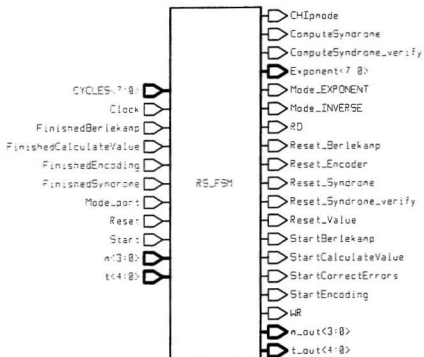 CHIpmode
ComputeSyndrome
ComputeSyndrome_verify
Exponent<7:0>
CYCLES<7:0>
Mode_EXPONENT
Clock
Mode_INVERSE
FinishedBerlekamp
RD
FinishedCalculateValue
Reset_Berlekamp
FinishedEncoding
Reset_Encoder
FinishedSyndrome
RS_FSM
Reset_Syndrome
Mode_port
Reset_Syndrome_verify
Reset
Reset_Value
Start
StartBerlekamp
m<3:0>
StartCalculateValue
t<4:0>
StartCorrectErrors
StartEncoding
WR
m_out<3:0>
t_out<4:0>